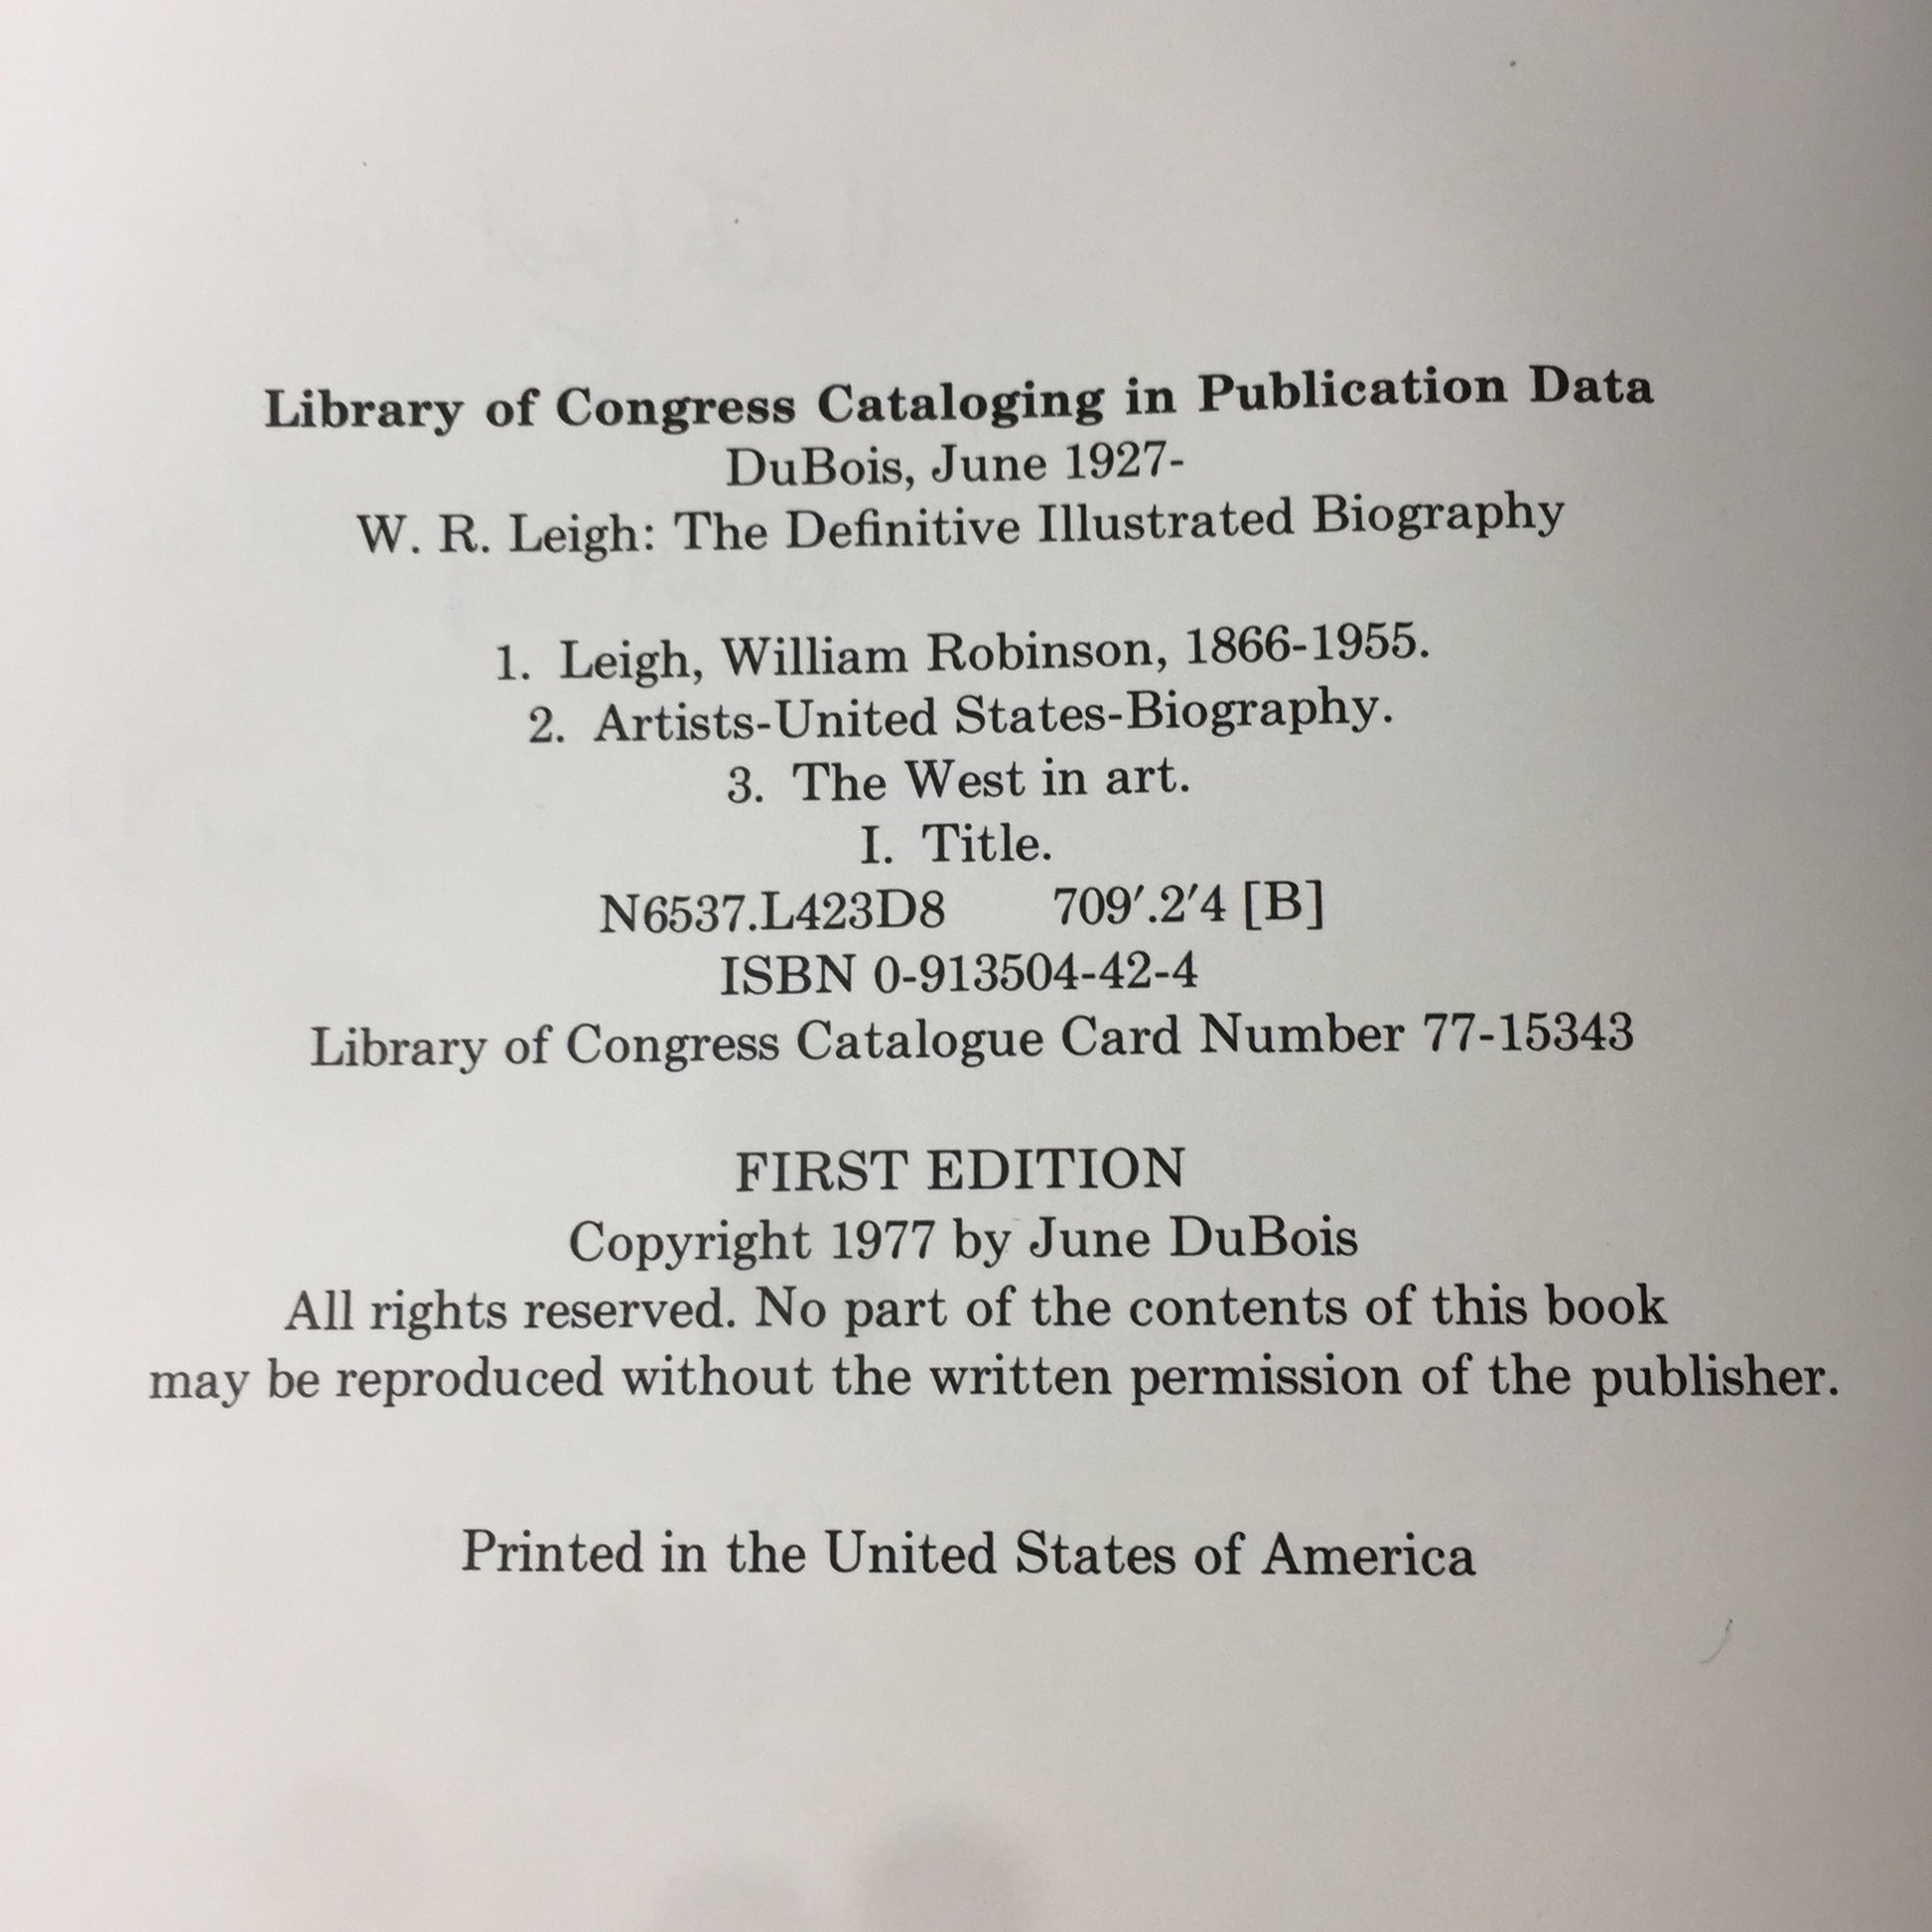 Library of Congress Cataloging in Publication Data
DuBois, June 1927-
W. R. Leigh: The Definitive Illustrated Biography
1. Leigh, William Robinson, 1866-1955.
2. Artists-United States-Biography.
3. The West in art.
I. Title.
N6537.L423D8 709′.2′4 [B]
ISBN 0-913504-42-4
Library of Congress Catalogue Card Number 77-15343
FIRST EDITION
Copyright 1977 by June DuBois
All rights reserved. No part of the contents of this book
may be reproduced without the written permission of the publisher.
Printed in the United States of America